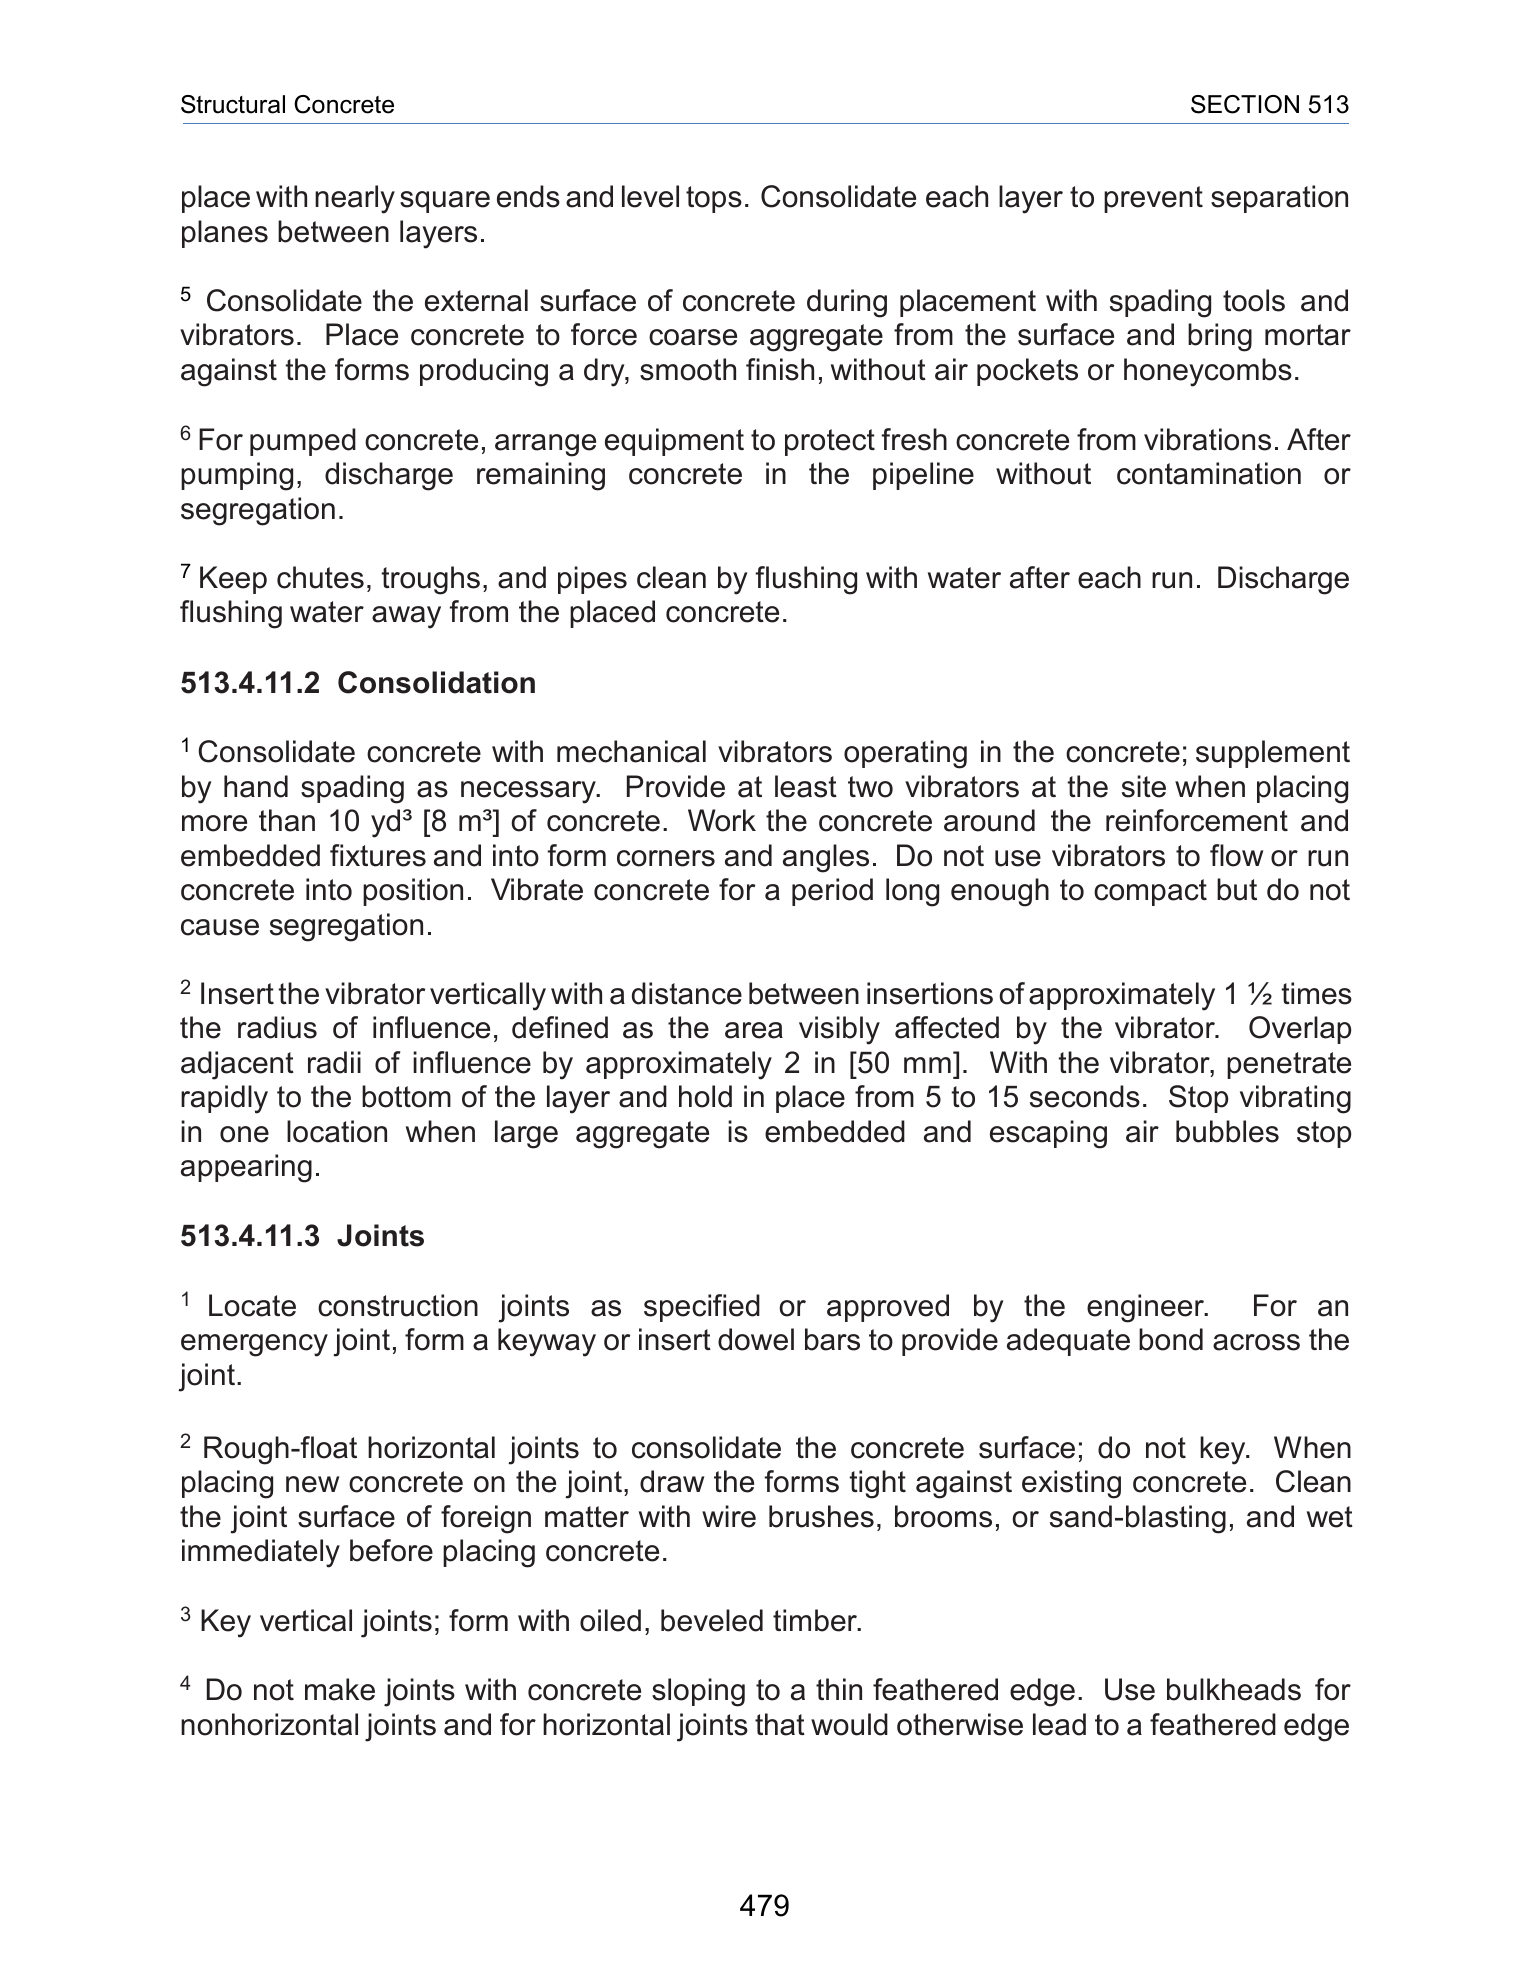 Structural Concrete SECTION 513
place with nearly square ends and level tops. Consolidate each layer to prevent separation
planes between layers.
5 Consolidate the external surface of concrete during placement with spading tools and
vibrators. Place concrete to force coarse aggregate from the surface and bring mortar
against the forms producing a dry, smooth finish, without air pockets or honeycombs.
6 For pumped concrete, arrange equipment to protect fresh concrete from vibrations. After
pumping, discharge remaining concrete in the pipeline without contamination or
segregation.
7 Keep chutes, troughs, and pipes clean by flushing with water after each run. Discharge
flushing water away from the placed concrete.
513.4.11.2 Consolidation
1 Consolidate concrete with mechanical vibrators operating in the concrete; supplement
by hand spading as necessary. Provide at least two vibrators at the site when placing
more than 10 yd³ [8 m³] of concrete. Work the concrete around the reinforcement and
embedded fixtures and into form corners and angles. Do not use vibrators to flow or run
concrete into position. Vibrate concrete for a period long enough to compact but do not
cause segregation.
2 Insert the vibrator vertically with a distance between insertions of approximately 1 ½ times
the radius of influence, defined as the area visibly affected by the vibrator. Overlap
adjacent radii of influence by approximately 2 in [50 mm]. With the vibrator, penetrate
rapidly to the bottom of the layer and hold in place from 5 to 15 seconds. Stop vibrating
in one location when large aggregate is embedded and escaping air bubbles stop
appearing.
513.4.11.3 Joints
1 Locate construction joints as specified or approved by the engineer. For an
emergency joint, form a keyway or insert dowel bars to provide adequate bond across the
joint.
2 Rough-float horizontal joints to consolidate the concrete surface; do not key. When
placing new concrete on the joint, draw the forms tight against existing concrete. Clean
the joint surface of foreign matter with wire brushes, brooms, or sand-blasting, and wet
immediately before placing concrete.
3 Key vertical joints; form with oiled, beveled timber.
4 Do not make joints with concrete sloping to a thin feathered edge. Use bulkheads for
nonhorizontal joints and for horizontal joints that would otherwise lead to a feathered edge
479